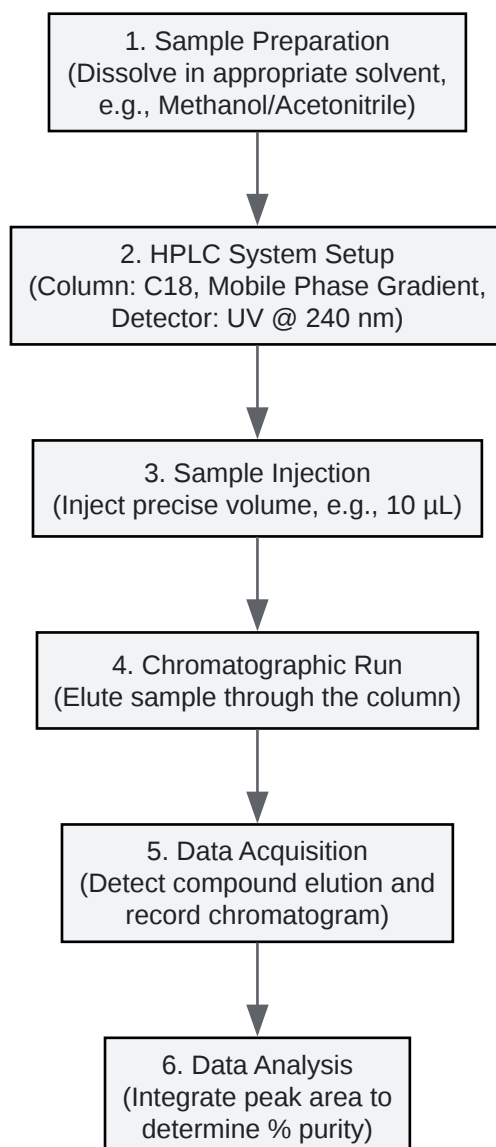 1. Sample Preparation
(Dissolve in appropriate solvent,
e.g., Methanol/Acetonitrile)
2. HPLC System Setup
(Column: C18, Mobile Phase Gradient,
Detector: UV @ 240 nm)
3. Sample Injection
(Inject precise volume, e.g., 10 µL)
4. Chromatographic Run
(Elute sample through the column)
5. Data Acquisition
(Detect compound elution and
record chromatogram)
6. Data Analysis
(Integrate peak area to
determine % purity)